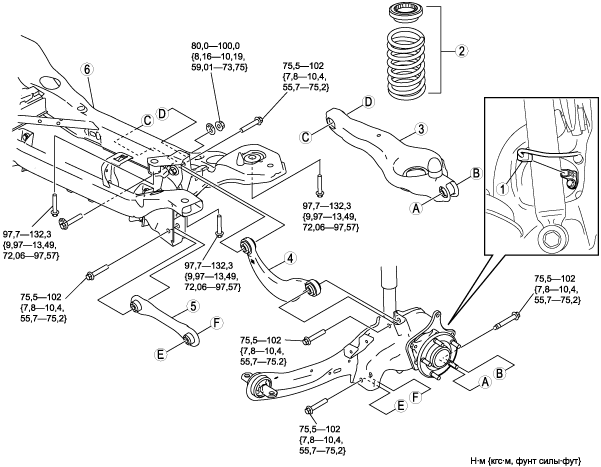 80,0—100,0
{8,16—10,19,
59,01—73,75}
75,5—102
{7,8—10,4,
55,7—75,2}
2
6
C
D
D
C
3
B
A
1
97,7—132,3
{9,97—13,49,
72,06—97,57}
97,7—132,3
{9,97—13,49,
72,06—97,57}
97,7—132,3
{9,97—13,49,
72,06—97,57}
4
75,5—102
{7,8—10,4,
55,7—75,2}
75,5—102
{7,8—10,4,
55,7—75,2}
5
F
E
75,5—102
{7,8—10,4,
55,7—75.2}
B
A
F
E
75,5—102
{7,8—10,4,
55,7—75,2}
Н·м {кгс·м, фунт силы·фут}